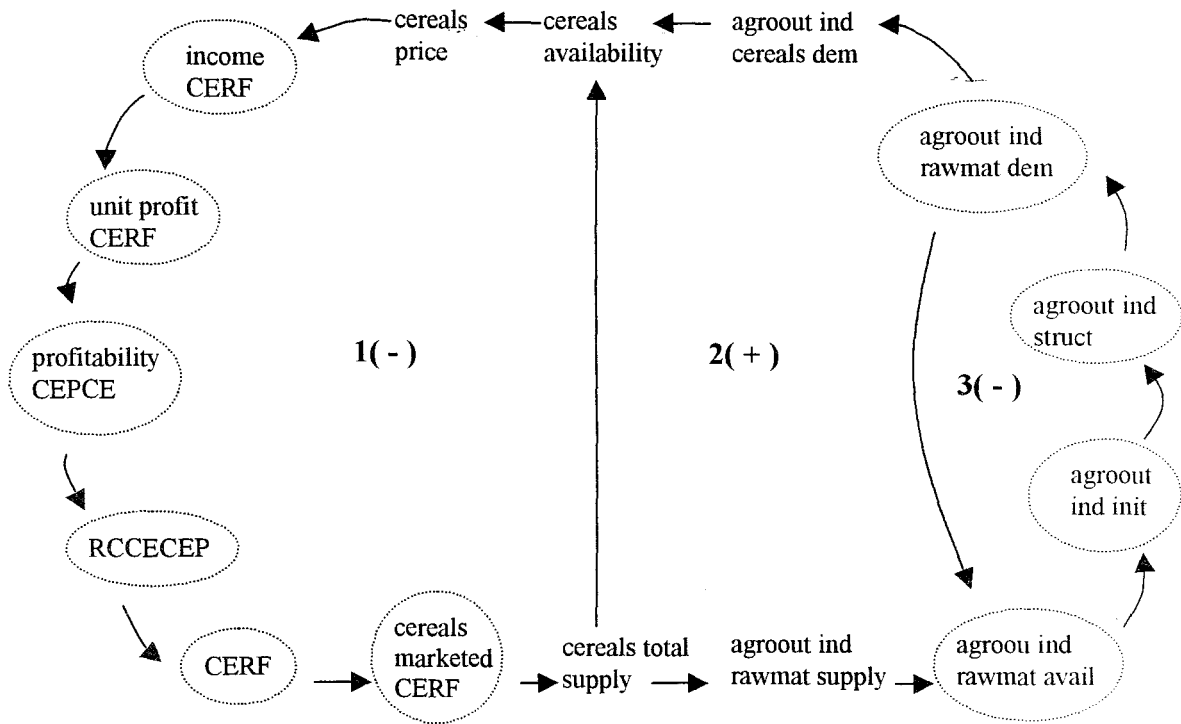 income
CERF
cereals
price
cereals
availability
agroout ind
cereals dem
agroout ind
rawmat dem
unit profit
CERF
agroout ind
struct
profitability
CEPCE
1( - )
2( + )
3( - )
agroout
ind init
RCCECEP
CERF
cereals
marketed
CERF
cereals total
supply
agroout ind
rawmat supply
agroou ind
rawmat avail